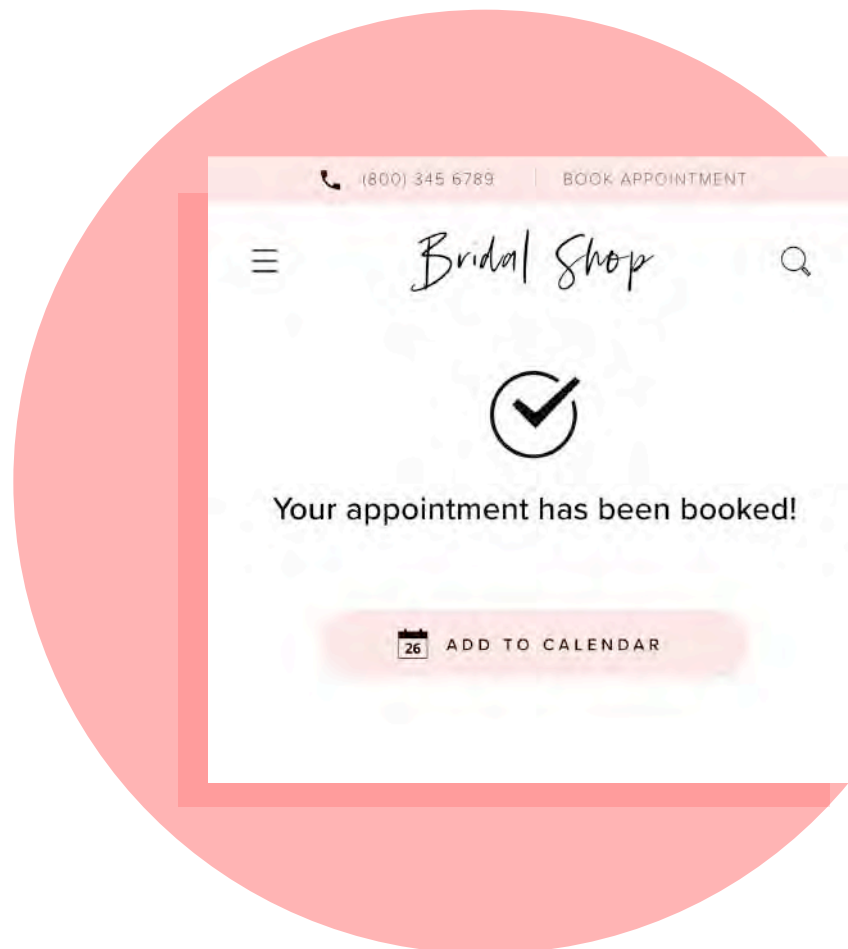 (800) 345 6789 BOOK APPOINTMENT
Bridal Shop
Your appointment has been booked!
26 ADD TO CALENDAR